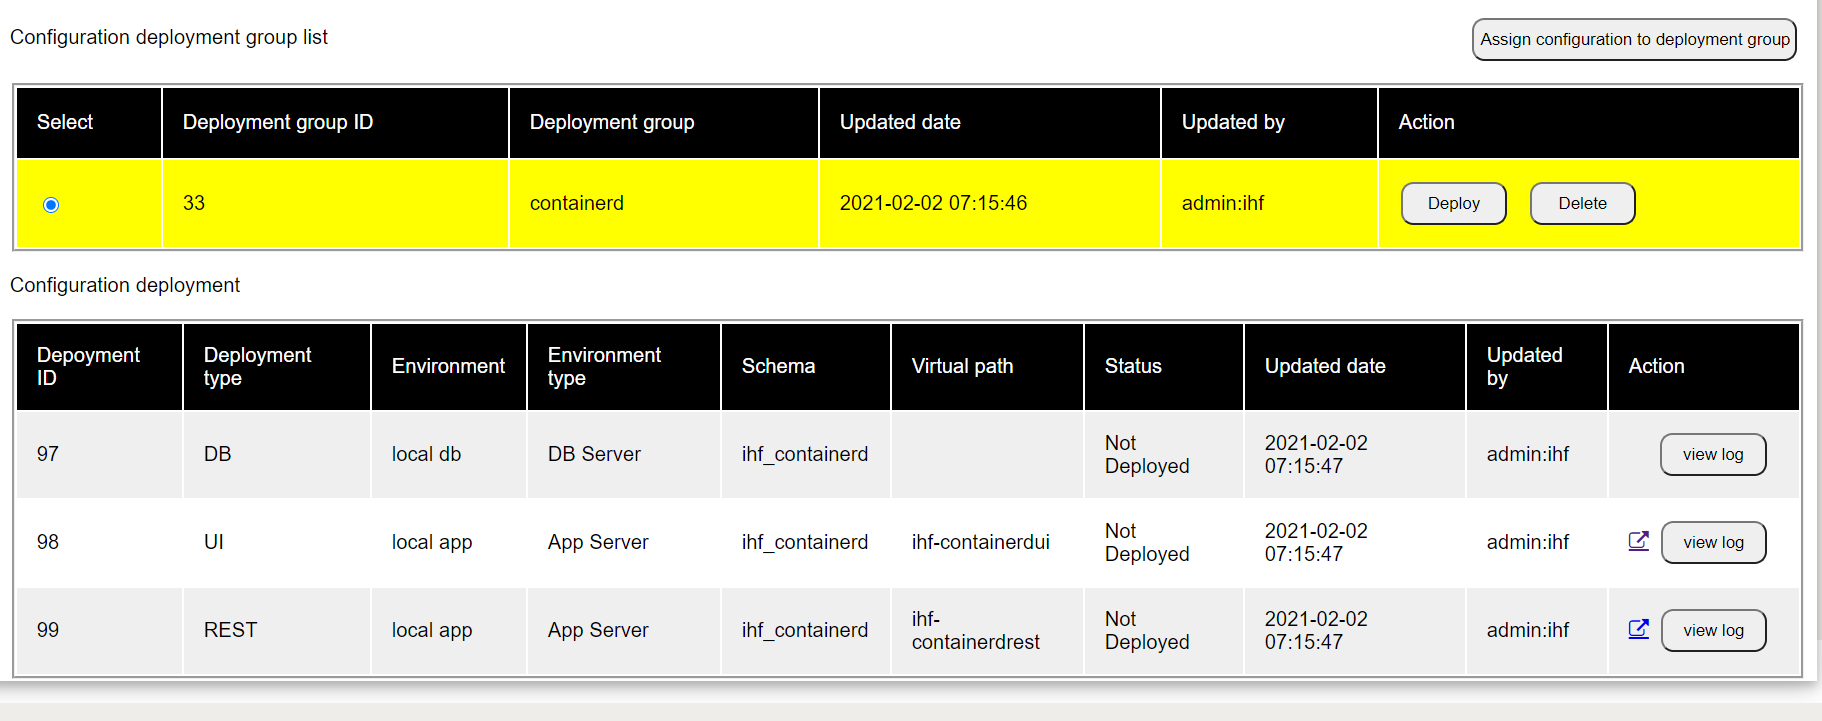 Configuration deployment group list
Assign configuration to deployment group
Select Deployment group ID Deployment group Updated date Updated by Action
33 containerd 2021-02-02 07:15:46 admin:ihf Deploy Delete
Configuration deployment
Depoyment ID Deployment type Environment Environment type Schema Virtual path Status Updated date Updated by Action
97 DB local db DB Server ihf_containerd Not Deployed 2021-02-02 07:15:47 admin:ihf view log
98 UI local app App Server ihf_containerd ihf-containerdui Not Deployed 2021-02-02 07:15:47 admin:ihf view log
99 REST local app App Server ihf_containerd ihf-containerdrest Not Deployed 2021-02-02 07:15:47 admin:ihf view log